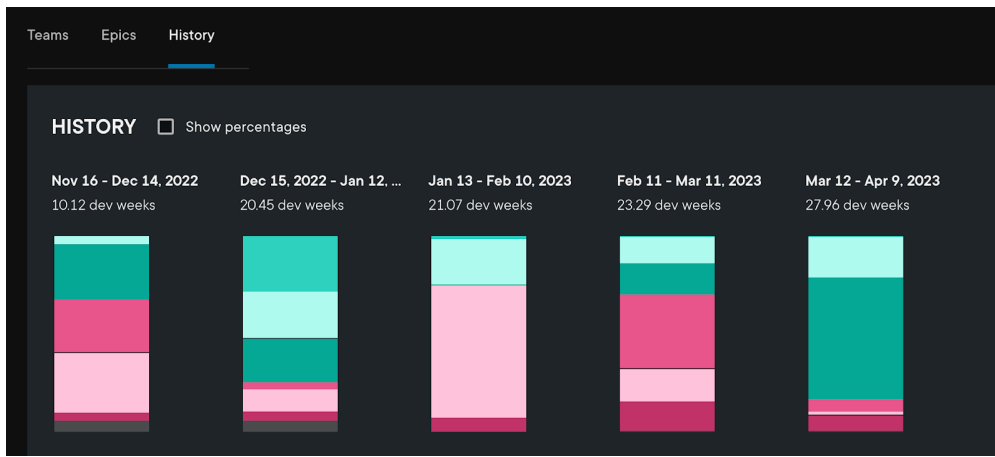 Teams Epics History
HISTORY Show percentages
Nov 16 - Dec 14, 2022 Dec 15, 2022 - Jan 12, ... Jan 13 - Feb 10, 2023 Feb 11 - Mar 11, 2023 Mar 12 - Apr 9, 2023
10.12 dev weeks 20.45 dev weeks 21.07 dev weeks 23.29 dev weeks 27.96 dev weeks